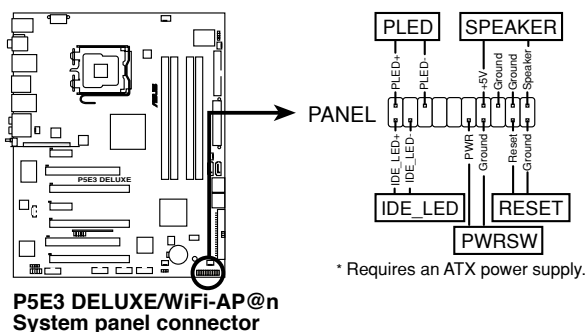 PLED SPEAKER
PLED+ PLED- +5V Ground Ground Speaker
PANEL
IDE_LED+ IDE_LED- PWR Ground Reset Ground
IDE_LED RESET
PWRSW
* Requires an ATX power supply.
ASUS
P5E3 DELUXE
P5E3 DELUXE/WiFi-AP@n
System panel connector